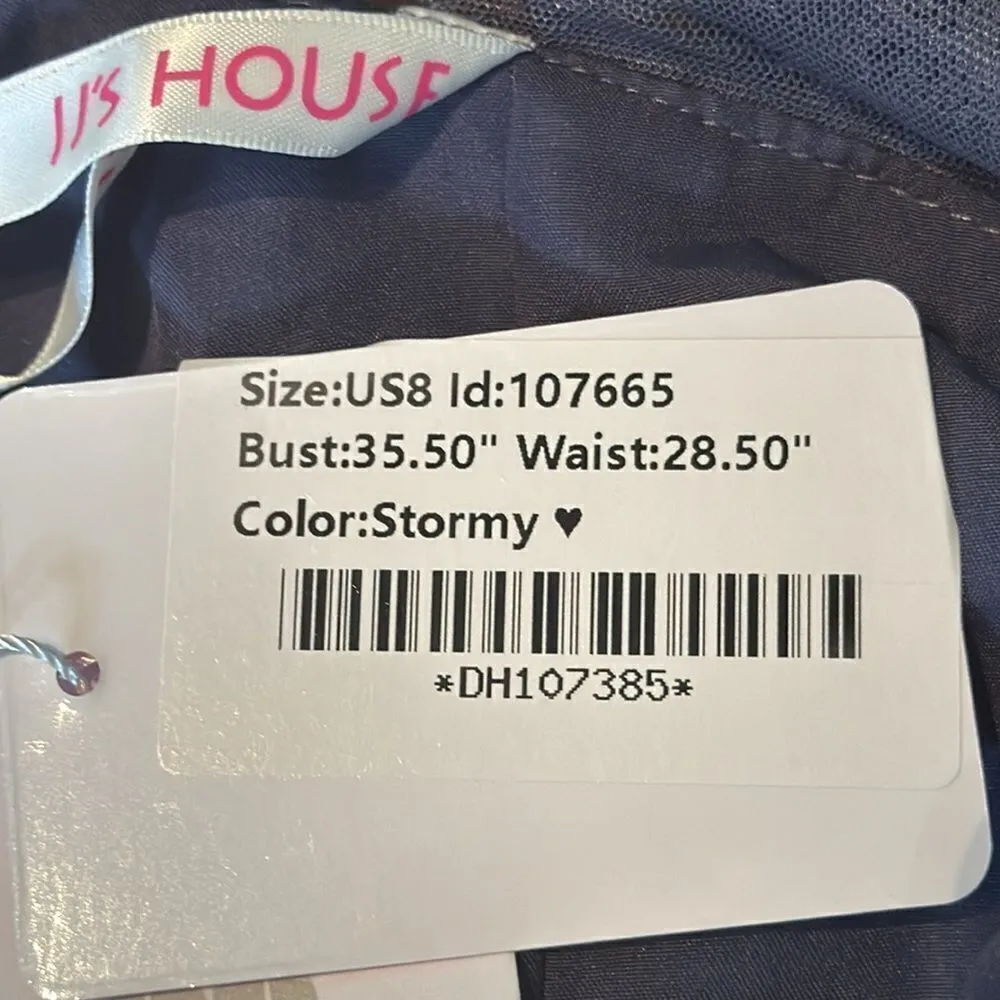 JJ's HOUSE
Size:US8 Id:107665
Bust:35.50" Waist:28.50"
Color:Stormy ♥
*DH107385*